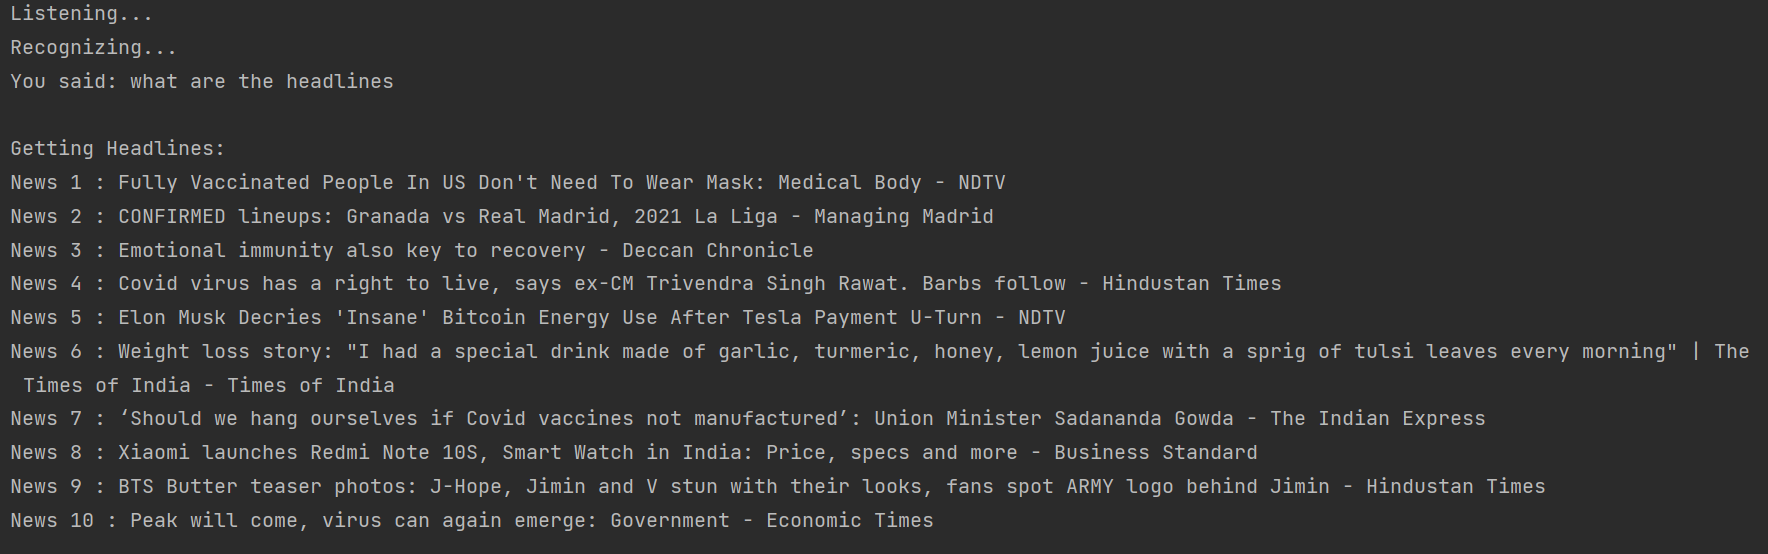 Listening...
Recognizing...
You said: what are the headlines
Getting Headlines:
News 1 : Fully Vaccinated People In US Don't Need To Wear Mask: Medical Body - NDTV
News 2 : CONFIRMED lineups: Granada vs Real Madrid, 2021 La Liga - Managing Madrid
News 3 : Emotional immunity also key to recovery - Deccan Chronicle
News 4 : Covid virus has a right to live, says ex-CM Trivendra Singh Rawat. Barbs follow - Hindustan Times
News 5 : Elon Musk Decries 'Insane' Bitcoin Energy Use After Tesla Payment U-Turn - NDTV
News 6 : Weight loss story: "I had a special drink made of garlic, turmeric, honey, lemon juice with a sprig of tulsi leaves every morning" | The
Times of India - Times of India
News 7 : ‘Should we hang ourselves if Covid vaccines not manufactured’: Union Minister Sadananda Gowda - The Indian Express
News 8 : Xiaomi launches Redmi Note 10S, Smart Watch in India: Price, specs and more - Business Standard
News 9 : BTS Butter teaser photos: J-Hope, Jimin and V stun with their looks, fans spot ARMY logo behind Jimin - Hindustan Times
News 10 : Peak will come, virus can again emerge: Government - Economic Times